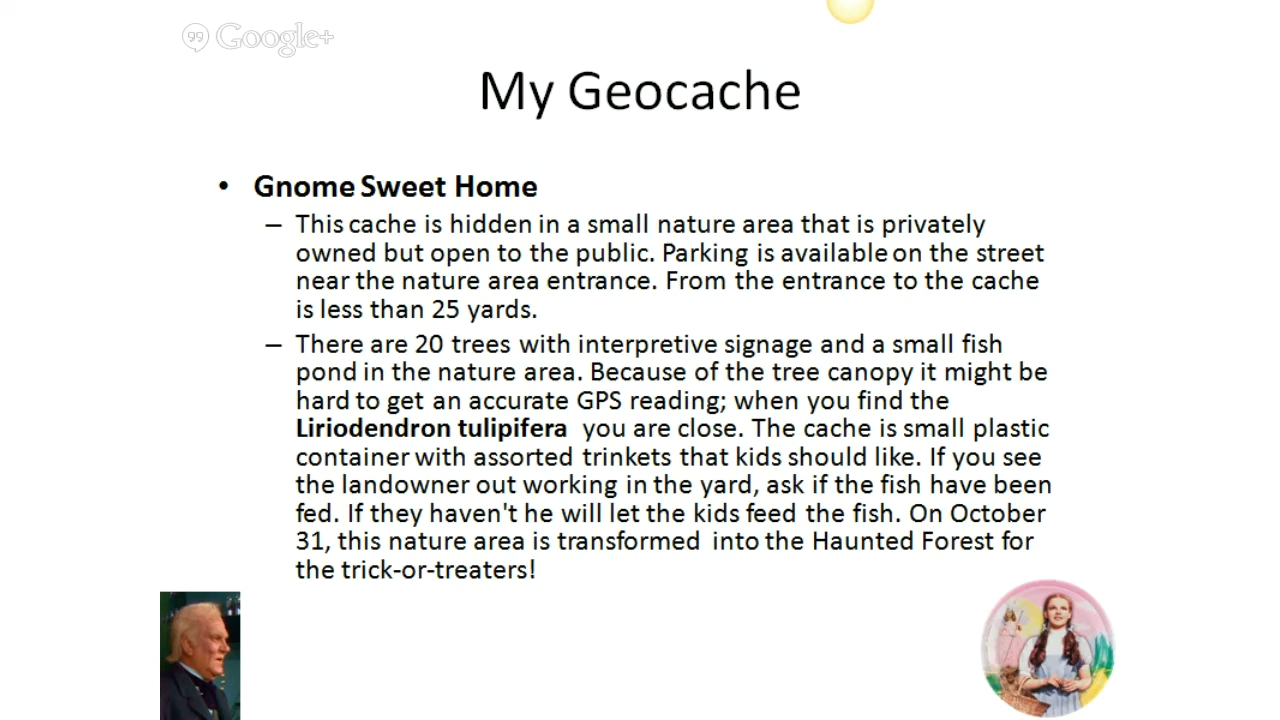 Google+
My Geocache
• Gnome Sweet Home
– This cache is hidden in a small nature area that is privately
owned but open to the public. Parking is available on the street
near the nature area entrance. From the entrance to the cache
is less than 25 yards.
– There are 20 trees with interpretive signage and a small fish
pond in the nature area. Because of the tree canopy it might be
hard to get an accurate GPS reading; when you find the
Liriodendron tulipifera you are close. The cache is small plastic
container with assorted trinkets that kids should like. If you see
the landowner out working in the yard, ask if the fish have been
fed. If they haven't he will let the kids feed the fish. On October
31, this nature area is transformed into the Haunted Forest for
the trick-or-treaters!